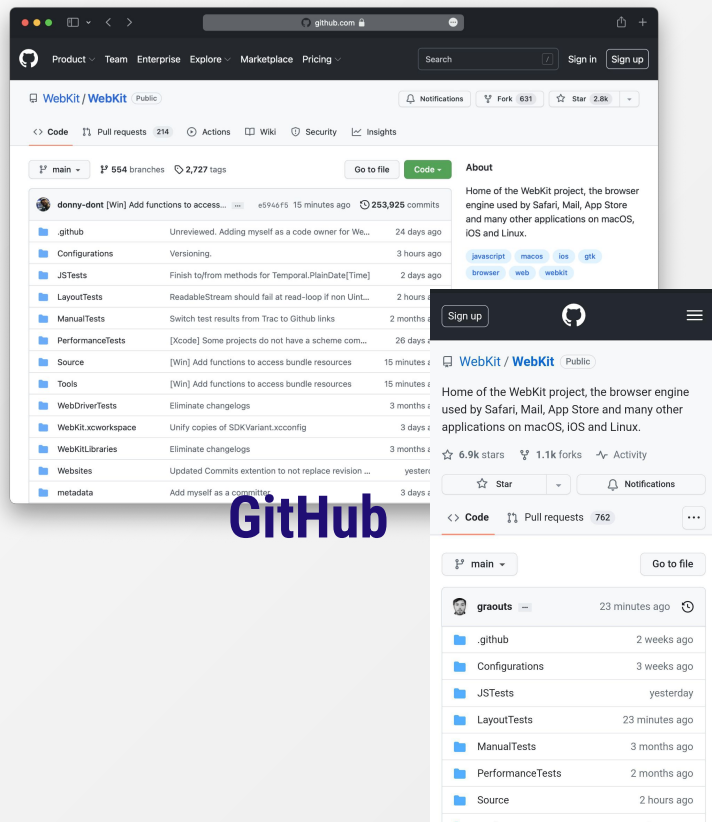 github.com
Product Team Enterprise Explore Marketplace Pricing Search / Sign in Sign up
WebKit / WebKit Public Notifications Fork 631 Star 2.8k
Code Pull requests 214 Actions Wiki Security Insights
main 554 branches 2,727 tags Go to file Code
donny-dont [Win] Add functions to access... ... e5946f5 15 minutes ago 253,925 commits
.github Unreviewed. Adding myself as a code owner for We... 24 days ago
Configurations Versioning. 3 hours ago
JSTests Finish to/from methods for Temporal.PlainDate[Time] 2 days ago
LayoutTests ReadableStream should fail at read-loop if non Uint... 2 hours a
ManualTests Switch test results from Trac to Github links 2 months a
PerformanceTests [Xcode] Some projects do not have a scheme com... 26 days a
Source [Win] Add functions to access bundle resources 15 minutes a
Tools [Win] Add functions to access bundle resources 15 minutes a
WebDriverTests Eliminate changelogs 3 months a
WebKit.xcworkspace Unify copies of SDKVariant.xcconfig 3 days a
WebKitLibraries Eliminate changelogs 3 months a
Websites Updated Commits extention to not replace revision ... yester
metadata Add myself as a committer 3 days a
About
Home of the WebKit project, the browser
engine used by Safari, Mail, App Store
and many other applications on macOS,
iOS and Linux.
javascript macos ios gtk
browser web webkit
GitHub
Sign up
WebKit / WebKit Public
Home of the WebKit project, the browser engine
used by Safari, Mail, App Store and many other
applications on macOS, iOS and Linux.
6.9k stars 1.1k forks Activity
Star Notifications
Code Pull requests 762 ...
main Go to file
graouts ... 23 minutes ago
.github 2 weeks ago
Configurations 3 weeks ago
JSTests yesterday
LayoutTests 23 minutes ago
ManualTests 3 months ago
PerformanceTests 2 months ago
Source 2 hours ago